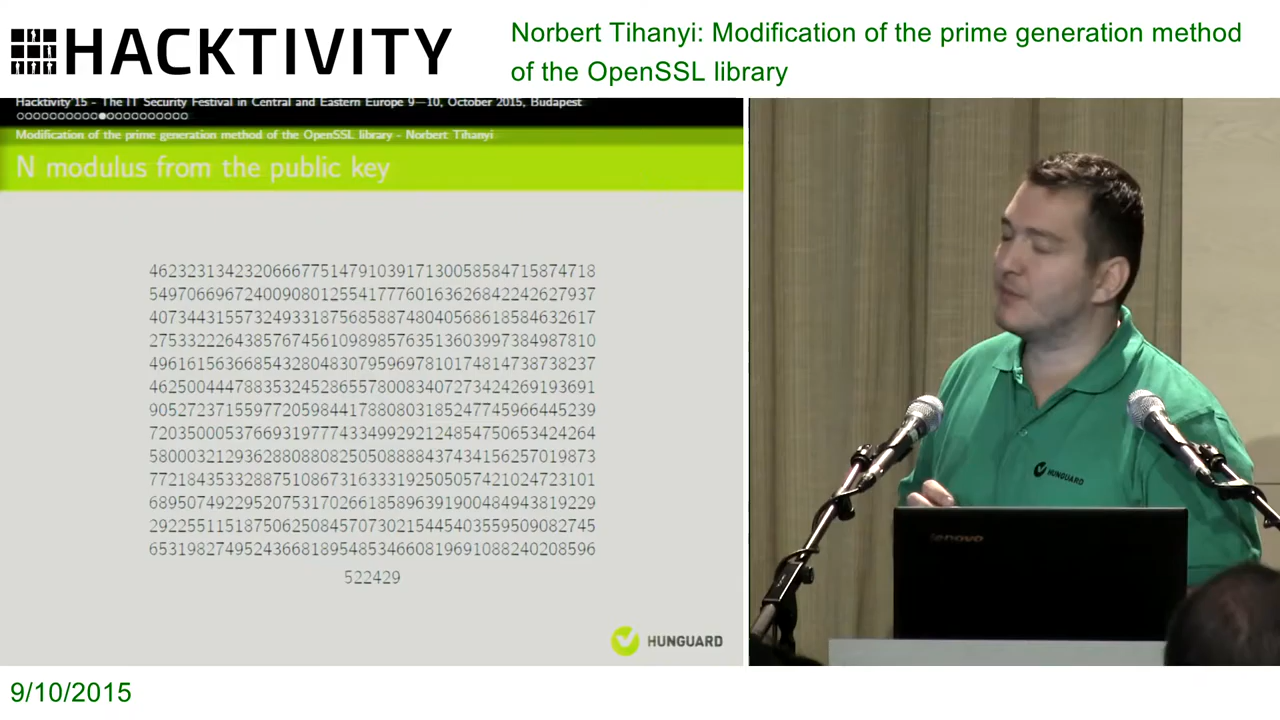 HACKTIVITY
Norbert Tihanyi: Modification of the prime generation method
of the OpenSSL library
Hacktivity'15 - The IT Security Festival in Central and Eastern Europe 9—10, October 2015, Budapest
Modification of the prime generation method of the OpenSSL library - Norbert Tihanyi
N modulus from the public key
46232313423206667751479103917130058584715874718
54970669672400908012554177760163626842242627937
40734431557324933187568588748040568618584632617
27533222643857674561098985763513603997384987810
49616156366854328048307959697810174814738738237
46250044478835324528655780083407273424269193691
90527237155977205984417880803185247745966445239
72035000537669319777433499292124854750653424264
58000321293628808808250508888437434156257019873
77218435332887510867316333192505057421024723101
68950749229520753170266185896391900484943819229
29225511518750625084570730215445403559509082745
65319827495243668189548534660819691088240208596
522429
HUNGUARD
HUNGUARD
lenovo
9/10/2015